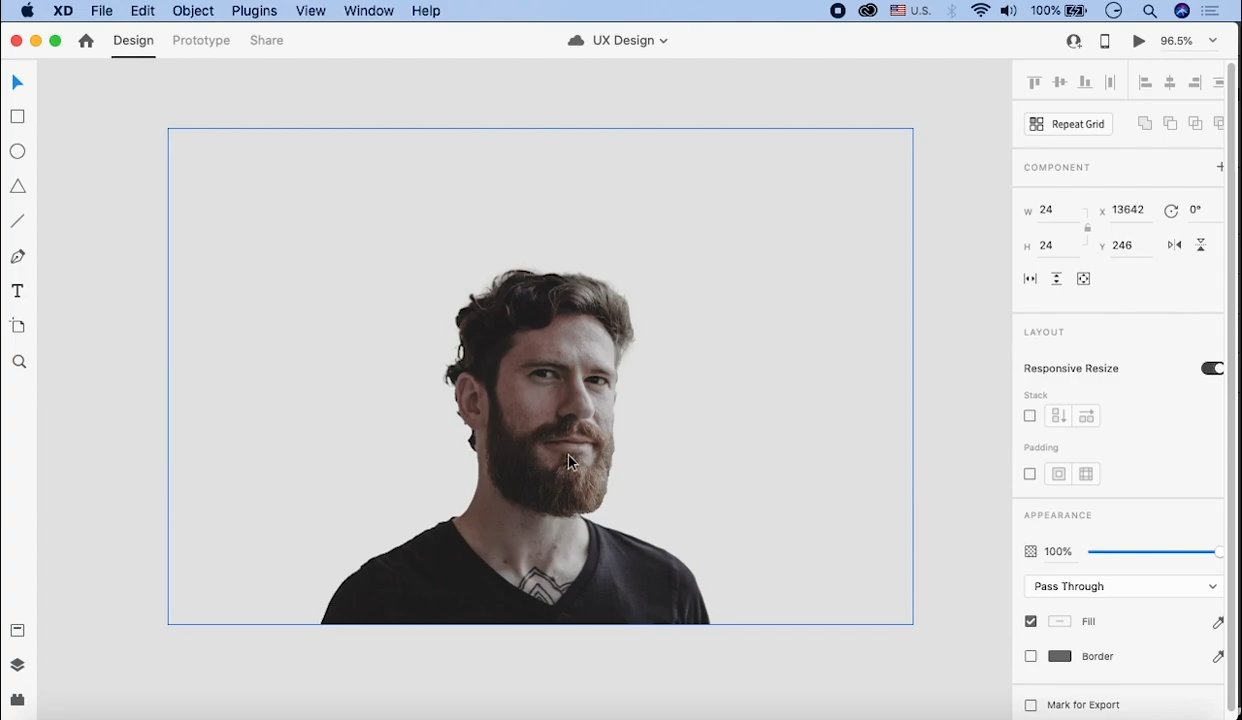 XD File Edit Object Plugins View Window Help U.S. 100%
Design Prototype Share UX Design 96.5%
Repeat Grid
COMPONENT
W 24 X 13642 0°
H 24 Y 246
LAYOUT
Responsive Resize
Stack
Padding
APPEARANCE
100%
Pass Through
Fill
Border
Mark for Export
T